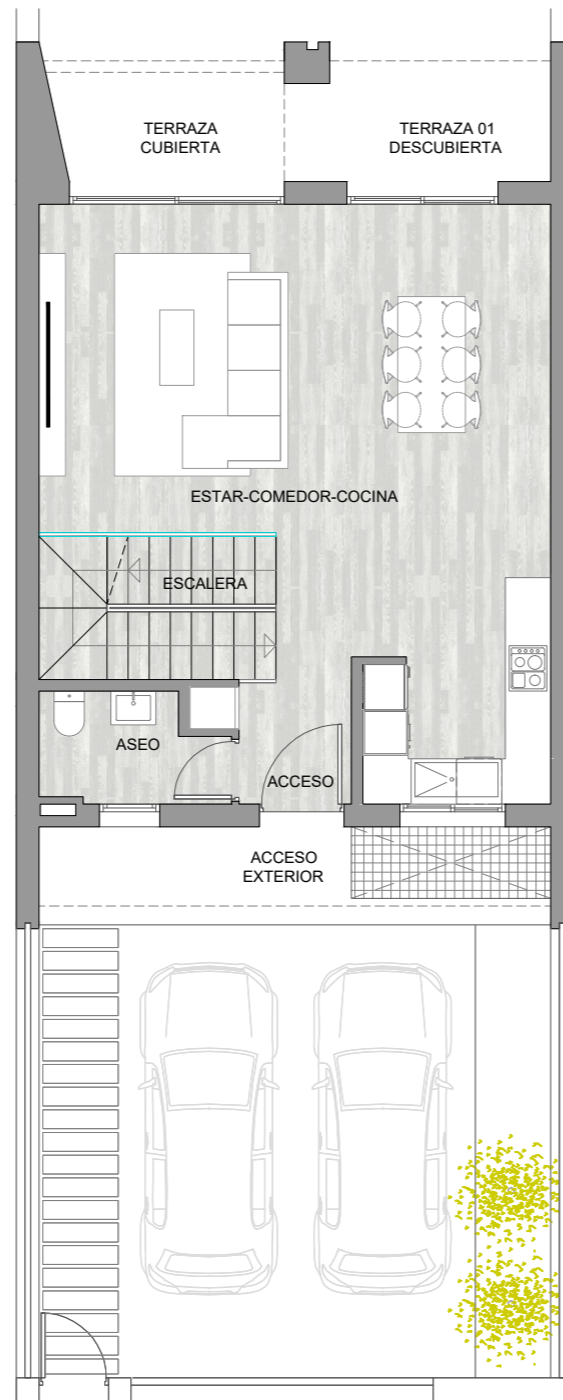 TERRAZA
CUBIERTA
TERRAZA 01
DESCUBIERTA
ESTAR-COMEDOR-COCINA
ESCALERA
ASEO
ACCESO
ACCESO
EXTERIOR